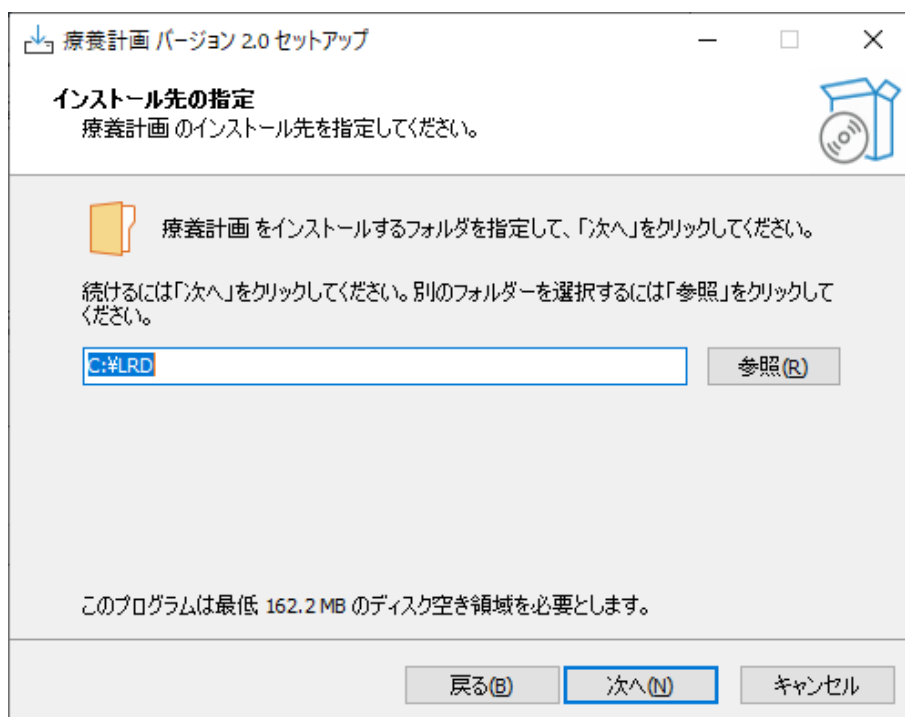 療養計画 バージョン 2.0 セットアップ
インストール先の指定
療養計画 のインストール先を指定してください。
療養計画 をインストールするフォルダを指定して、「次へ」をクリックしてください。
続けるには「次へ」をクリックしてください。別のフォルダーを選択するには「参照」をクリックして
ください。
C:¥LRD
参照(R)
このプログラムは最低 162.2 MB のディスク空き領域を必要とします。
戻る(B)
次へ(N)
キャンセル